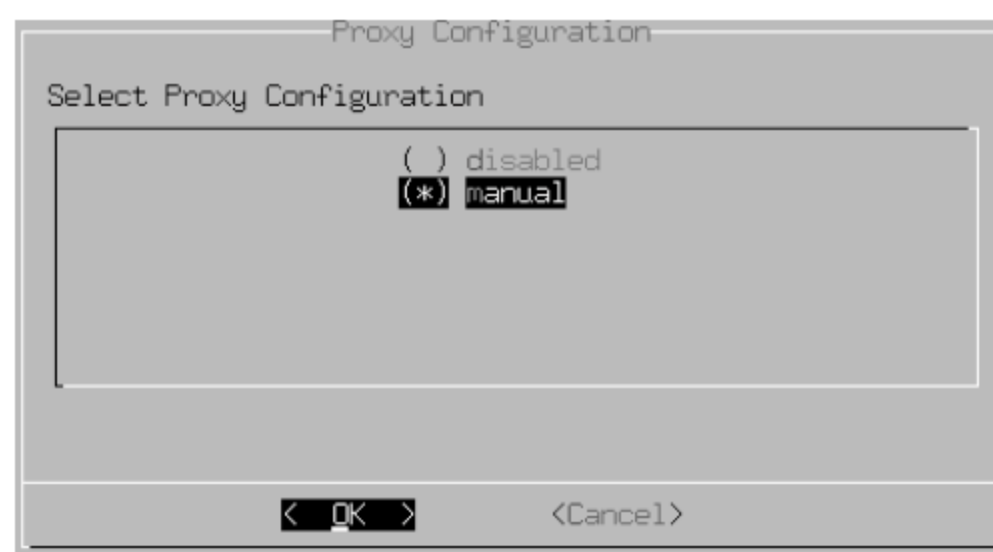 Proxy Configuration
Select Proxy Configuration
( ) disabled
(*) manual
< OK > <Cancel>